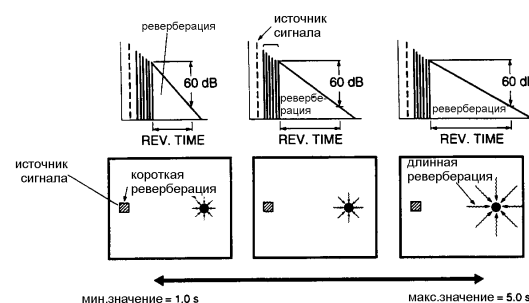 реверберация
источник
сигнала
60 dB
60 dB
60 dB
реверберация
реверберация
REV. TIME
REV. TIME
REV. TIME
источник
сигнала
короткая
реверберация
длинная
реверберация
мин.значение = 1.0 s
макс.значение = 5.0 s